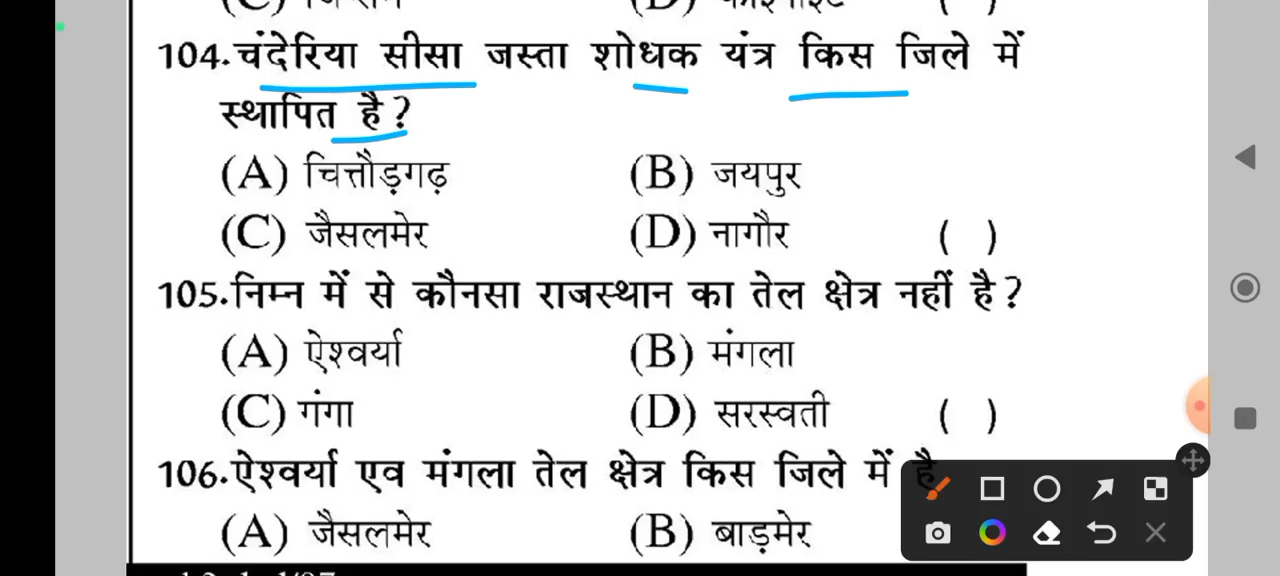 104.चंदेरिया सीसा जस्ता शोधक यंत्र किस जिले में
स्थापित है?
(A) चित्तौड़गढ़ (B) जयपुर
(C) जैसलमेर (D) नागौर ( )
105.निम्न में से कौनसा राजस्थान का तेल क्षेत्र नहीं है?
(A) ऐश्वर्या (B) मंगला
(C) गंगा (D) सरस्वती ( )
106.ऐश्वर्या एव मंगला तेल क्षेत्र किस जिले में है
(A) जैसलमेर (B) बाड़मेर